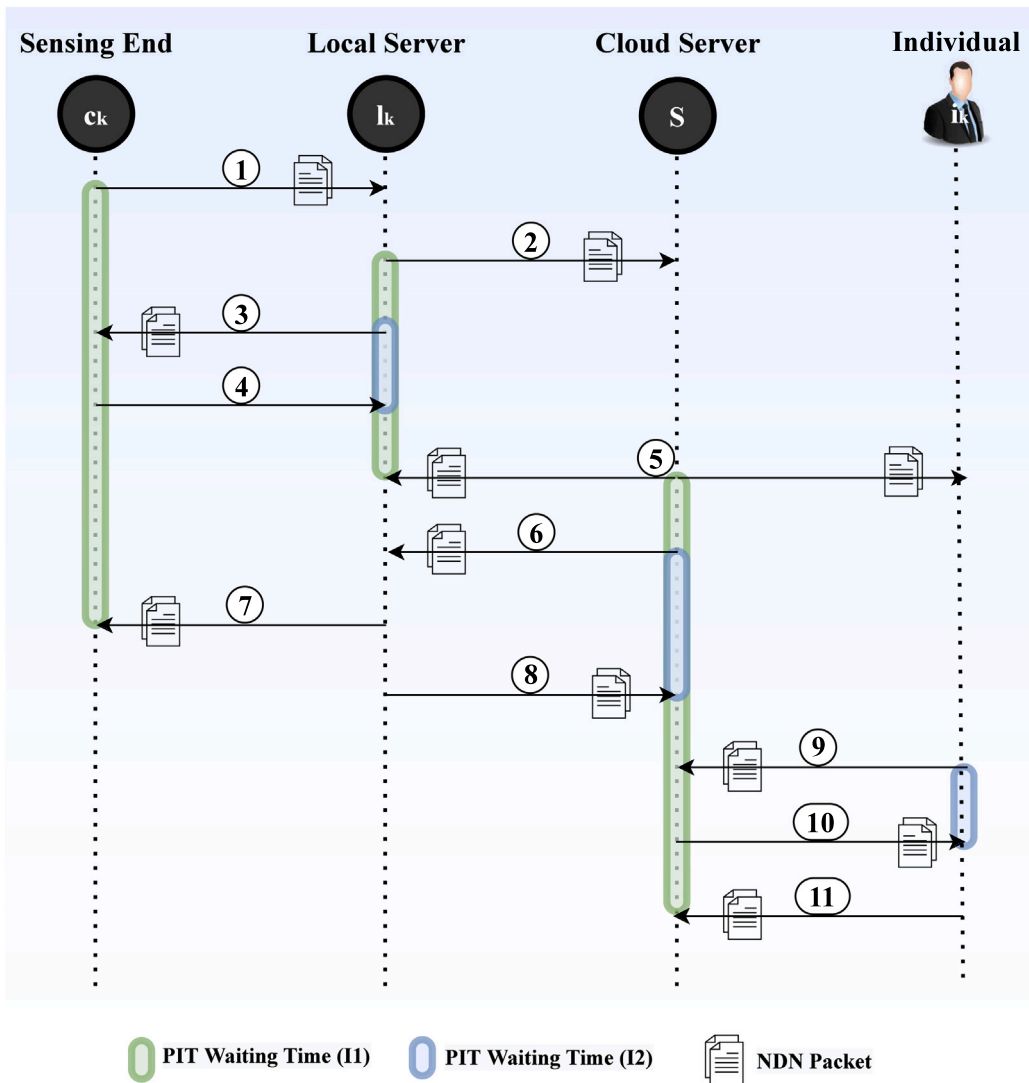 Sensing End
Local Server
Cloud Server
Individual
ck
lk
S
ik
1
2
3
4
5
6
7
8
9
10
11
PIT Waiting Time (I1)
PIT Waiting Time (I2)
NDN Packet